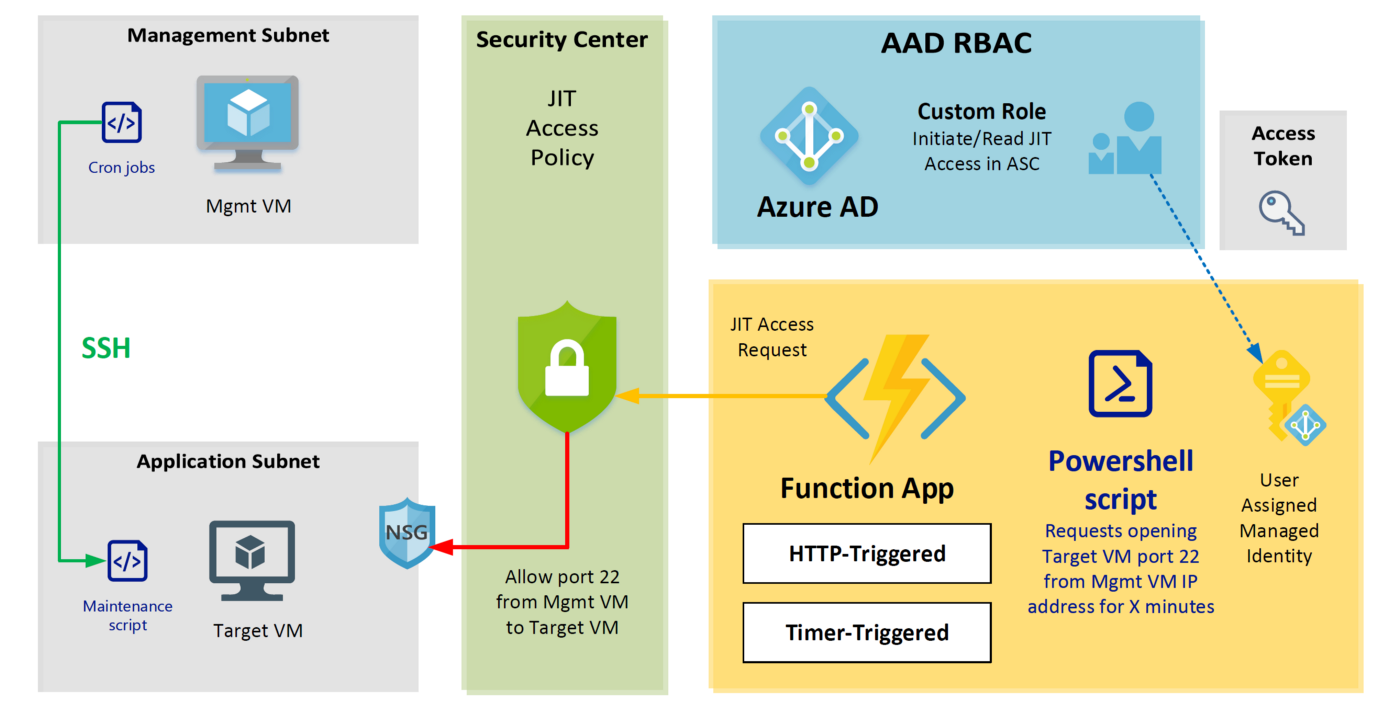 Management Subnet
</>
Cron jobs
Mgmt VM
SSH
Application Subnet
</>
Maintenance
script
Target VM
NSG
Security Center
JIT
Access
Policy
Allow port 22
from Mgmt VM
to Target VM
AAD RBAC
Azure AD
Custom Role
Initiate/Read JIT
Access in ASC
Access
Token
JIT Access
Request
Function App
HTTP-Triggered
Timer-Triggered
Powershell
script
Requests opening
Target VM port 22
from Mgmt VM IP
address for X minutes
User
Assigned
Managed
Identity